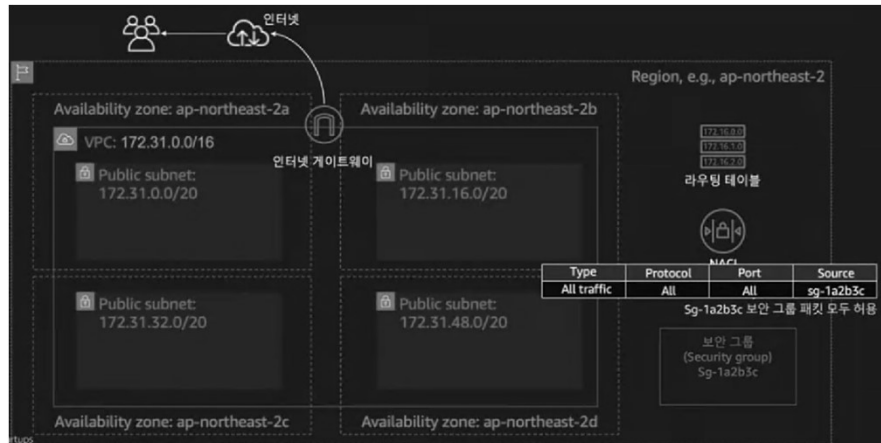 인터넷
Region, e.g., ap-northeast-2
Availability zone: ap-northeast-2a
Availability zone: ap-northeast-2b
VPC: 172.31.0.0/16
인터넷 게이트웨이
Public subnet:
172.31.0.0/20
Public subnet:
172.31.16.0/20
172.16.0.0
172.16.1.0
172.16.2.0
라우팅 테이블
NACL
Type Protocol Port Source
All traffic All All sg-1a2b3c
Sg-1a2b3c 보안 그룹 패킷 모두 허용
Public subnet:
172.31.32.0/20
Public subnet:
172.31.48.0/20
보안 그룹
(Security group)
Sg-1a2b3c
Availability zone: ap-northeast-2c
Availability zone: ap-northeast-2d